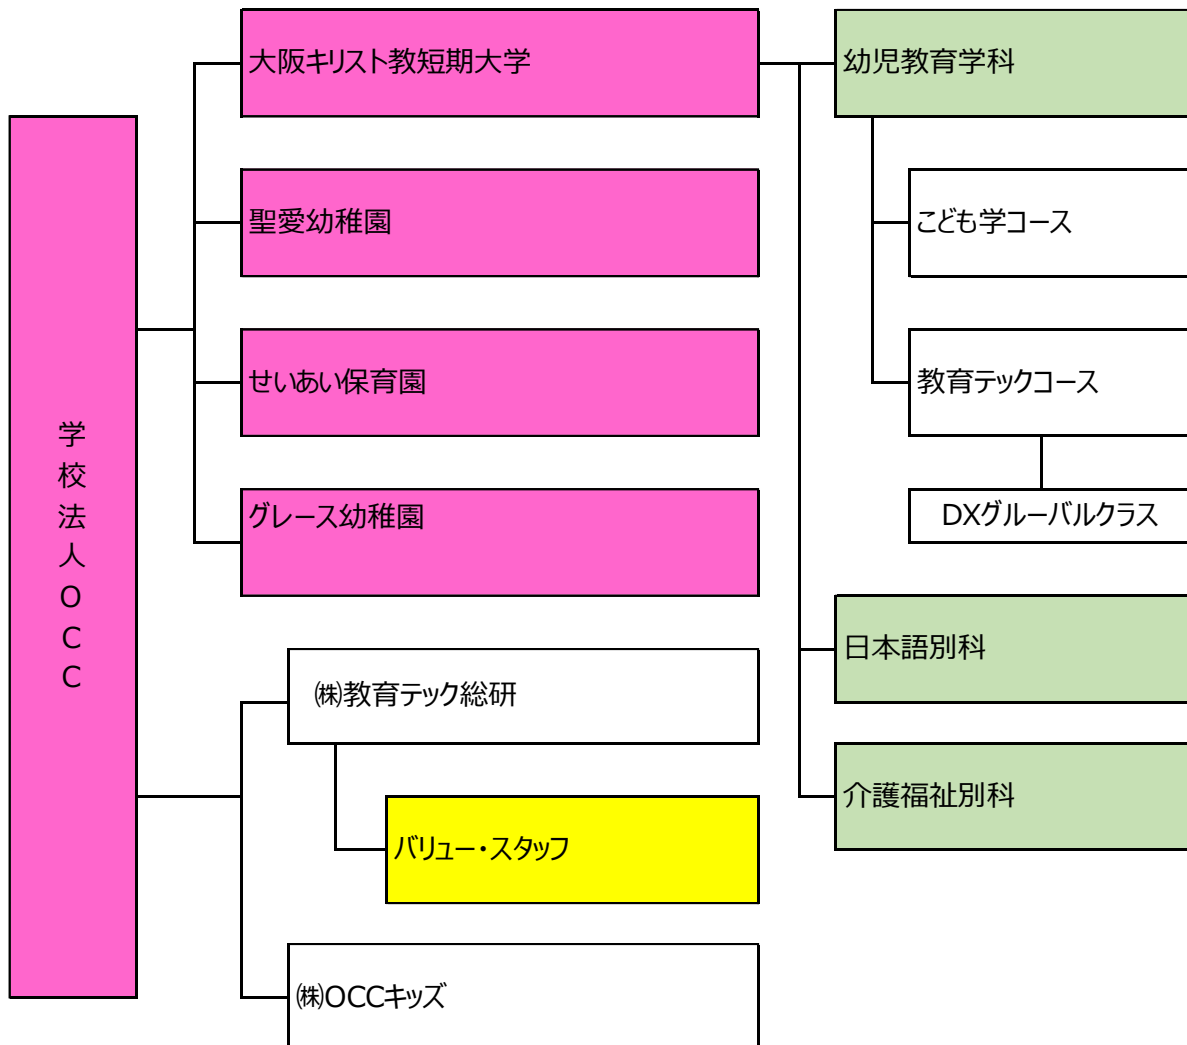 学校法人OCC
大阪キリスト教短期大学
聖愛幼稚園
せいあい保育園
グレース幼稚園
㈱教育テック総研
バリュー・スタッフ
㈱OCCキッズ
幼児教育学科
こども学コース
教育テックコース
DXグルーバルクラス
日本語別科
介護福祉別科